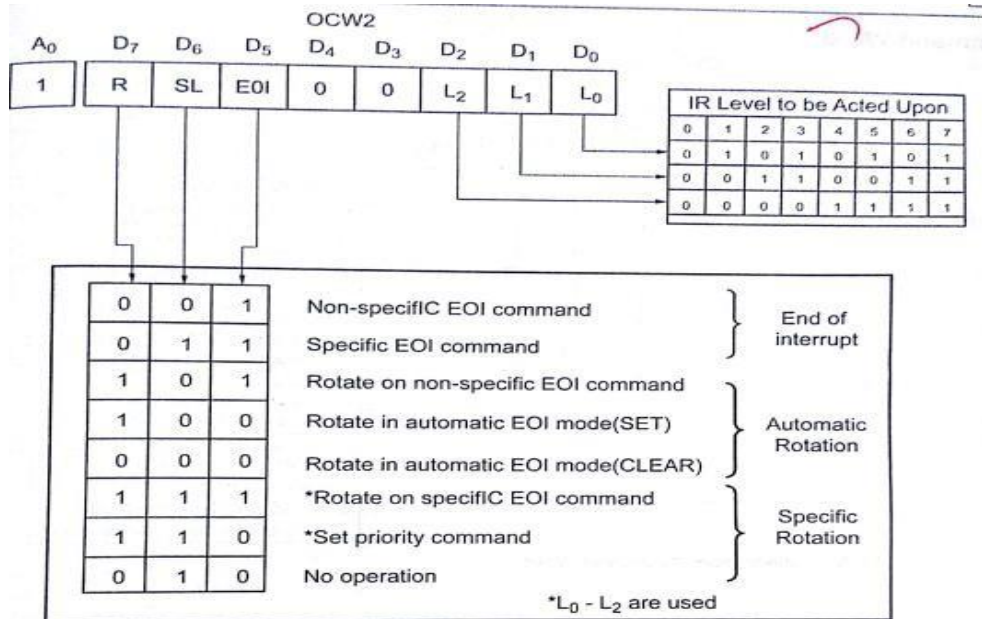 OCW2
A0 D7 D6 D5 D4 D3 D2 D1 D0
1 R SL E0I 0 0 L2 L1 L0
IR Level to be Acted Upon
0 1 2 3 4 5 6 7
0 1 0 1 0 1 0 1
0 0 1 1 0 0 1 1
0 0 0 0 1 1 1 1
0 0 1 Non-specifIC EOI command
0 1 1 Specific EOI command
End of
interrupt
1 0 1 Rotate on non-specific EOI command
1 0 0 Rotate in automatic EOI mode(SET)
0 0 0 Rotate in automatic EOI mode(CLEAR)
Automatic
Rotation
1 1 1 *Rotate on specifIC EOI command
1 1 0 *Set priority command
0 1 0 No operation
Specific
Rotation
*L0 - L2 are used